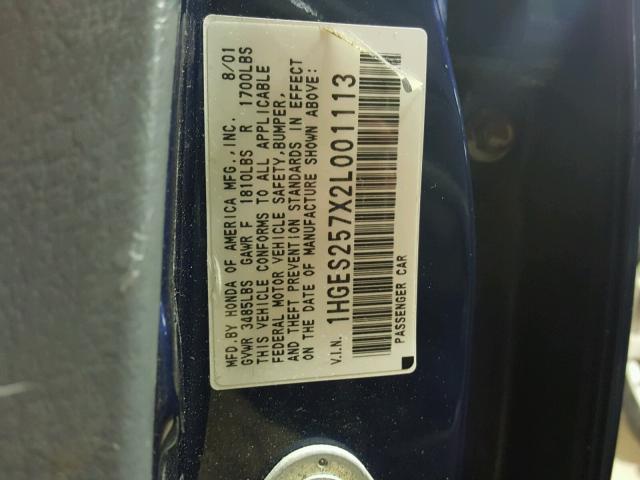 MFD.BY HONDA OF AMERICA MFG.,INC. 8/01
GVWR 3485LBS GAWR F 1810LBS R 1700LBS
THIS VEHICLE CONFORMS TO ALL APPLICABLE
FEDERAL MOTOR VEHICLE SAFETY,BUMPER,
AND THEFT PREVENTION STANDARDS IN EFFECT
ON THE DATE OF MANUFACTURE SHOWN ABOVE:
V.I.N. 1HGES257X2L001113
PASSENGER CAR